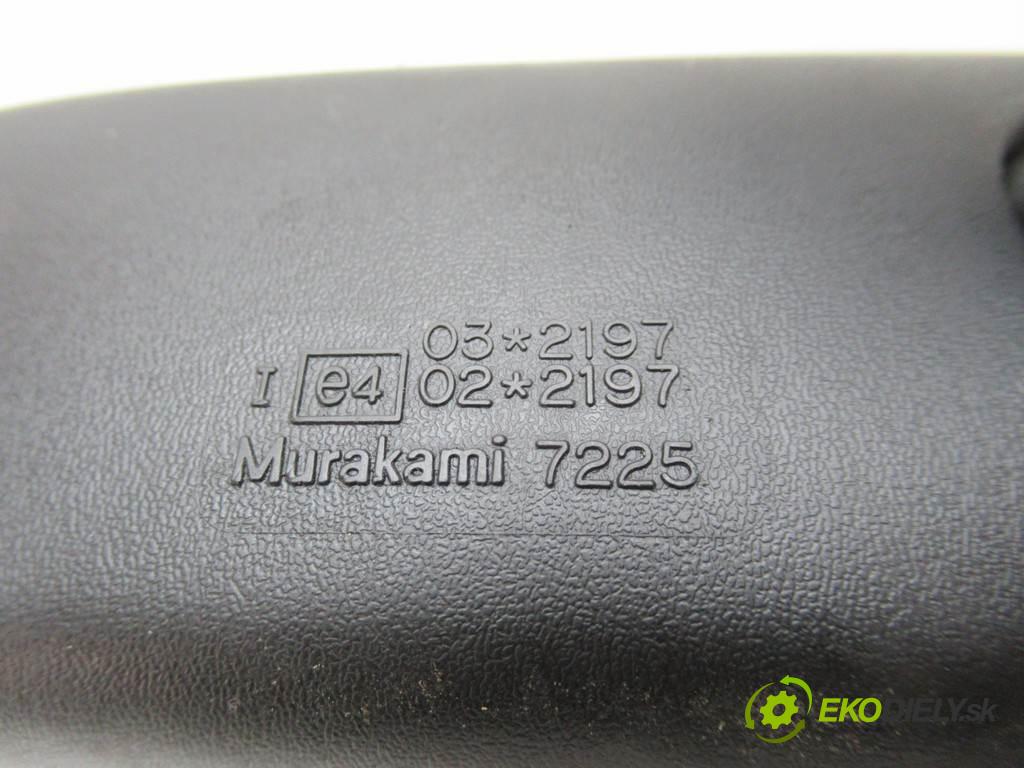 03*2197
I e4 02*2197
Murakami 7225
EKODIELY.sk